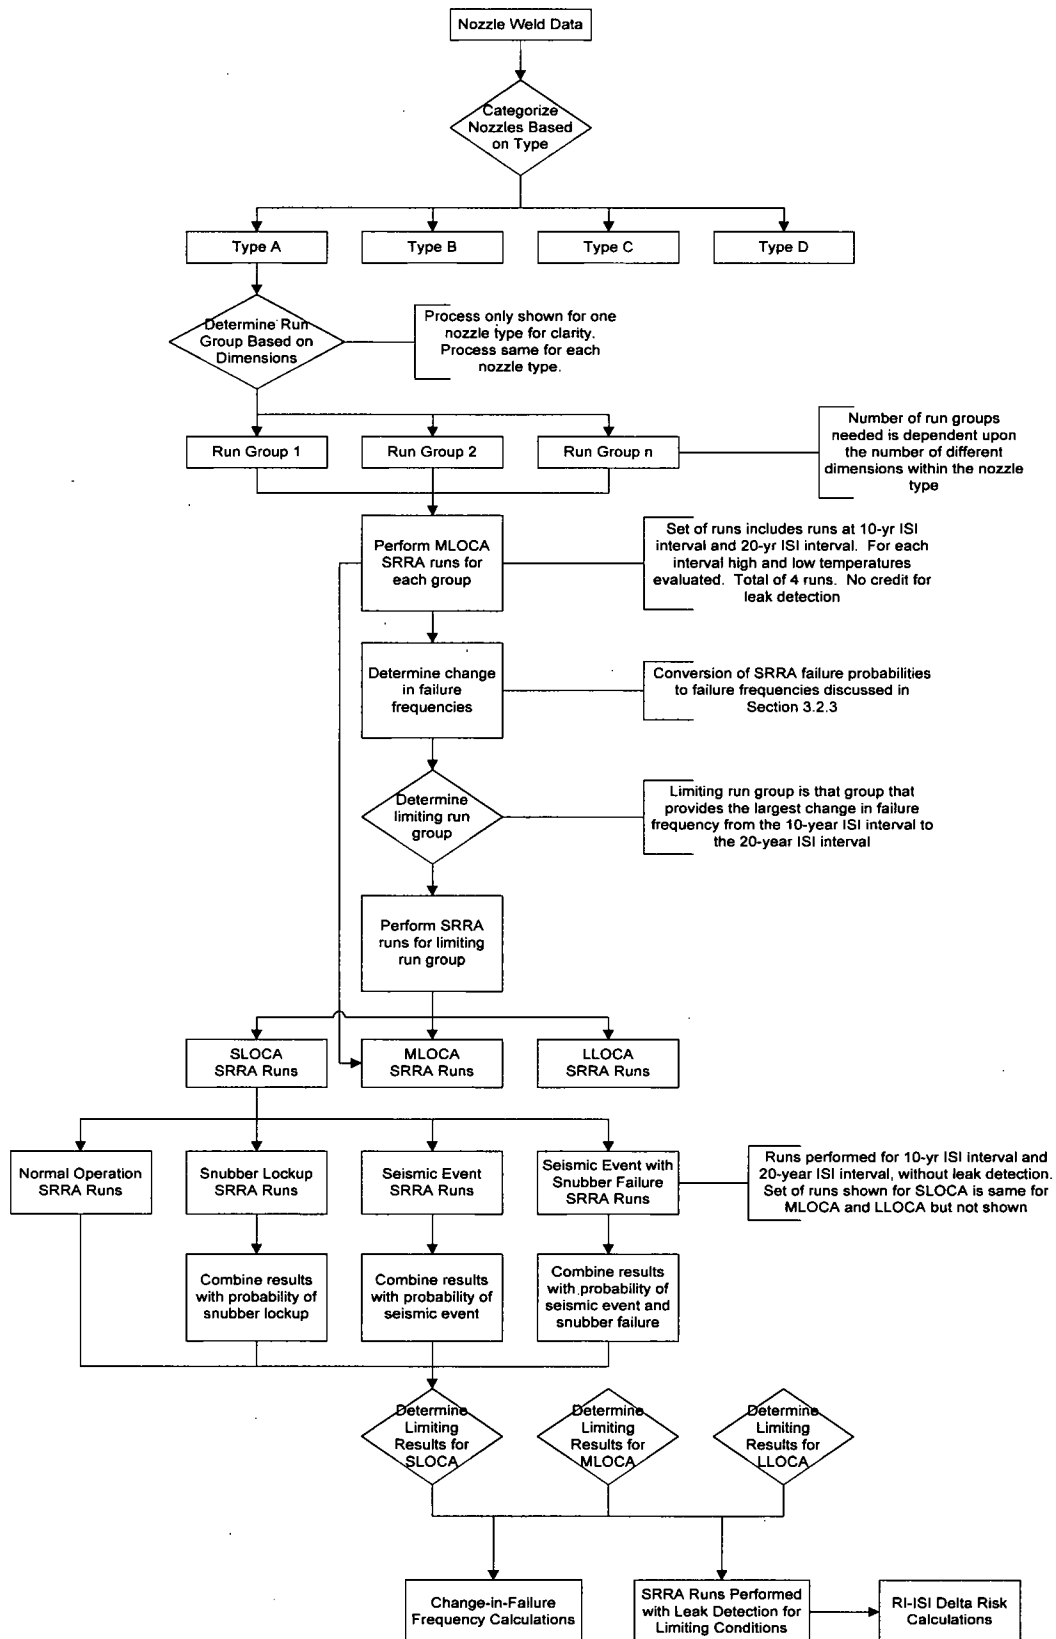 Nozzle Weld Data
Categorize
Nozzles Based
on Type
Type A
Type B
Type C
Type D
Determine Run
Group Based on
Dimensions
Process only shown for one
nozzle type for clarity.
Process same for each
nozzle type.
Run Group 1
Run Group 2
Run Group n
Number of run groups
needed is dependent upon
the number of different
dimensions within the nozzle
type
Perform MLOCA
SRRA runs for
each group
Set of runs includes runs at 10-yr ISI
interval and 20-yr ISI interval. For each
interval high and low temperatures
evaluated. Total of 4 runs. No credit for
leak detection
Determine change
in failure
frequencies
Conversion of SRRA failure probabilities
to failure frequencies discussed in
Section 3.2.3
Determine
limiting run
group
Limiting run group is that group that
provides the largest change in failure
frequency from the 10-year ISI interval to
the 20-year ISI interval
Perform SRRA
runs for limiting
run group
SLOCA
SRRA Runs
MLOCA
SRRA Runs
LLOCA
SRRA Runs
Normal Operation
SRRA Runs
Snubber Lockup
SRRA Runs
Seismic Event
SRRA Runs
Seismic Event with
Snubber Failure
SRRA Runs
Runs performed for 10-yr ISI interval and
20-year ISI interval, without leak detection.
Set of runs shown for SLOCA is same for
MLOCA and LLOCA but not shown
Combine results
with probability of
snubber lockup
Combine results
with probability of
seismic event
Combine results
with probability of
seismic event and
snubber failure
Determine
Limiting
Results for
SLOCA
Determine
Limiting
Results for
MLOCA
Determine
Limiting
Results for
LLOCA
Change-in-Failure
Frequency Calculations
SRRA Runs Performed
with Leak Detection for
Limiting Conditions
RI-ISI Delta Risk
Calculations